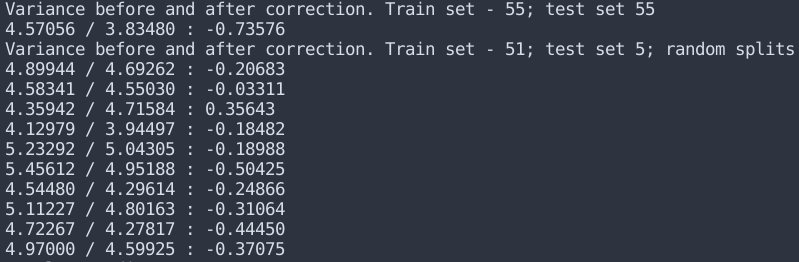 Variance before and after correction. Train set - 55; test set 55
4.57056 / 3.83480 : -0.73576
Variance before and after correction. Train set - 51; test set 5; random splits
4.89944 / 4.69262 : -0.20683
4.58341 / 4.55030 : -0.03311
4.35942 / 4.71584 : 0.35643
4.12979 / 3.94497 : -0.18482
5.23292 / 5.04305 : -0.18988
5.45612 / 4.95188 : -0.50425
4.54480 / 4.29614 : -0.24866
5.11227 / 4.80163 : -0.31064
4.72267 / 4.27817 : -0.44450
4.97000 / 4.59925 : -0.37075